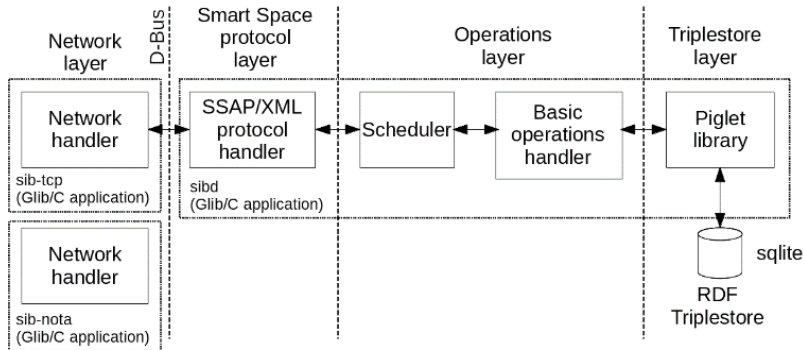 Network
layer
D-Bus
Smart Space
protocol
layer
Operations
layer
Triplestore
layer
Network
handler
sib-tcp
(Glib/C application)
SSAP/XML
protocol
handler
sibd
(Glib/C application)
Scheduler
Basic
operations
handler
Piglet
library
Network
handler
sib-nota
(Glib/C application)
sqlite
RDF
Triplestore